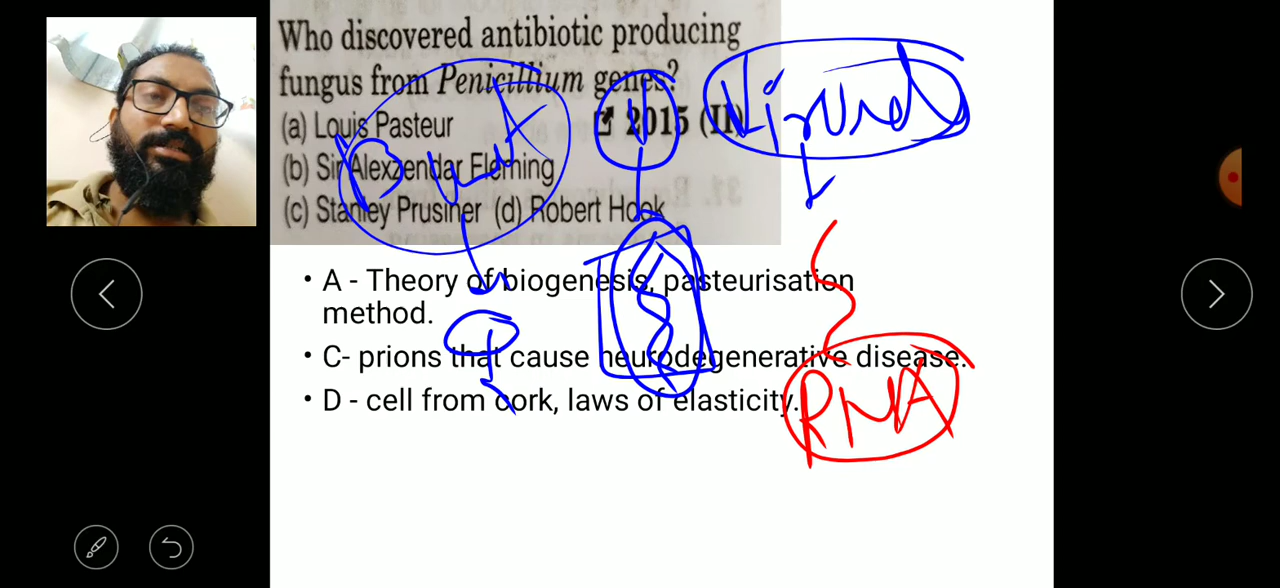 Who discovered antibiotic producing
fungus from Penicillium genes?
(a) Louis Pasteur 2015 (II)
(b) Sir Alexzendar Fleming
(c) Stanley Prusiner (d) Robert Hook
• A - Theory of biogenesis, pasteurisation
method.
• C- prions that cause neurodegenerative disease.
• D - cell from cork, laws of elasticity.
RNA